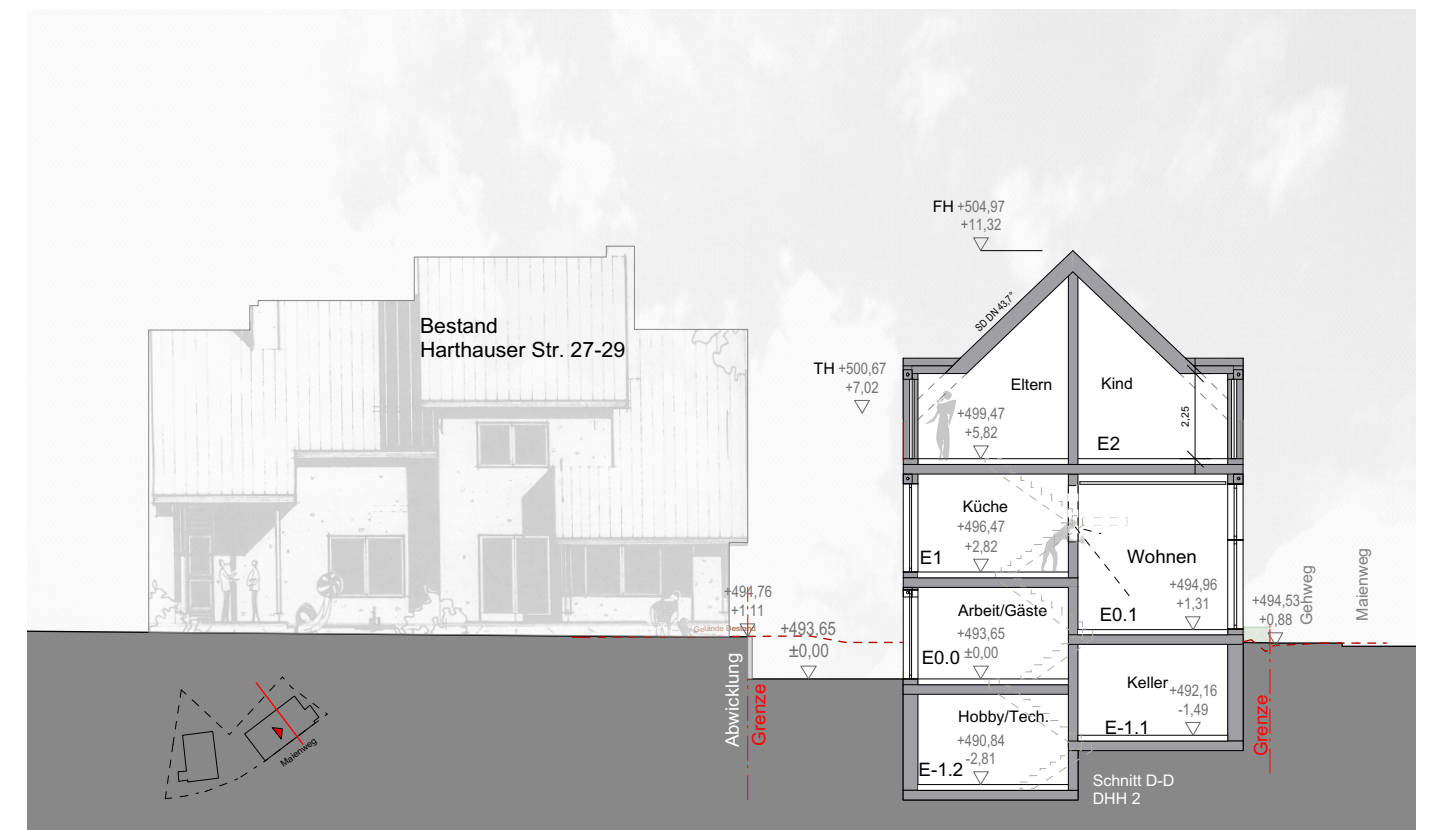 FH +504,97
+11,32
SD DN 43,7°
Bestand
Harthauser Str. 27-29
TH +500,67
+7,02
Eltern
Kind
+499,47
+5,82
2,25
E2
Küche
+496,47
+2,82
E1
Wohnen
+494,96
+1,31
E0.1
+494,76
+1,11
Gelände Bestand
+493,65
±0,00
Arbeit/Gäste
+493,65
±0,00
E0.0
+494,53
+0,88
Gehweg
Maienweg
Abwicklung
Grenze
Keller
+492,16
-1,49
E-1.1
Hobby/Tech.
+490,84
-2,81
E-1.2
Grenze
Maienweg
Schnitt D-D
DHH 2